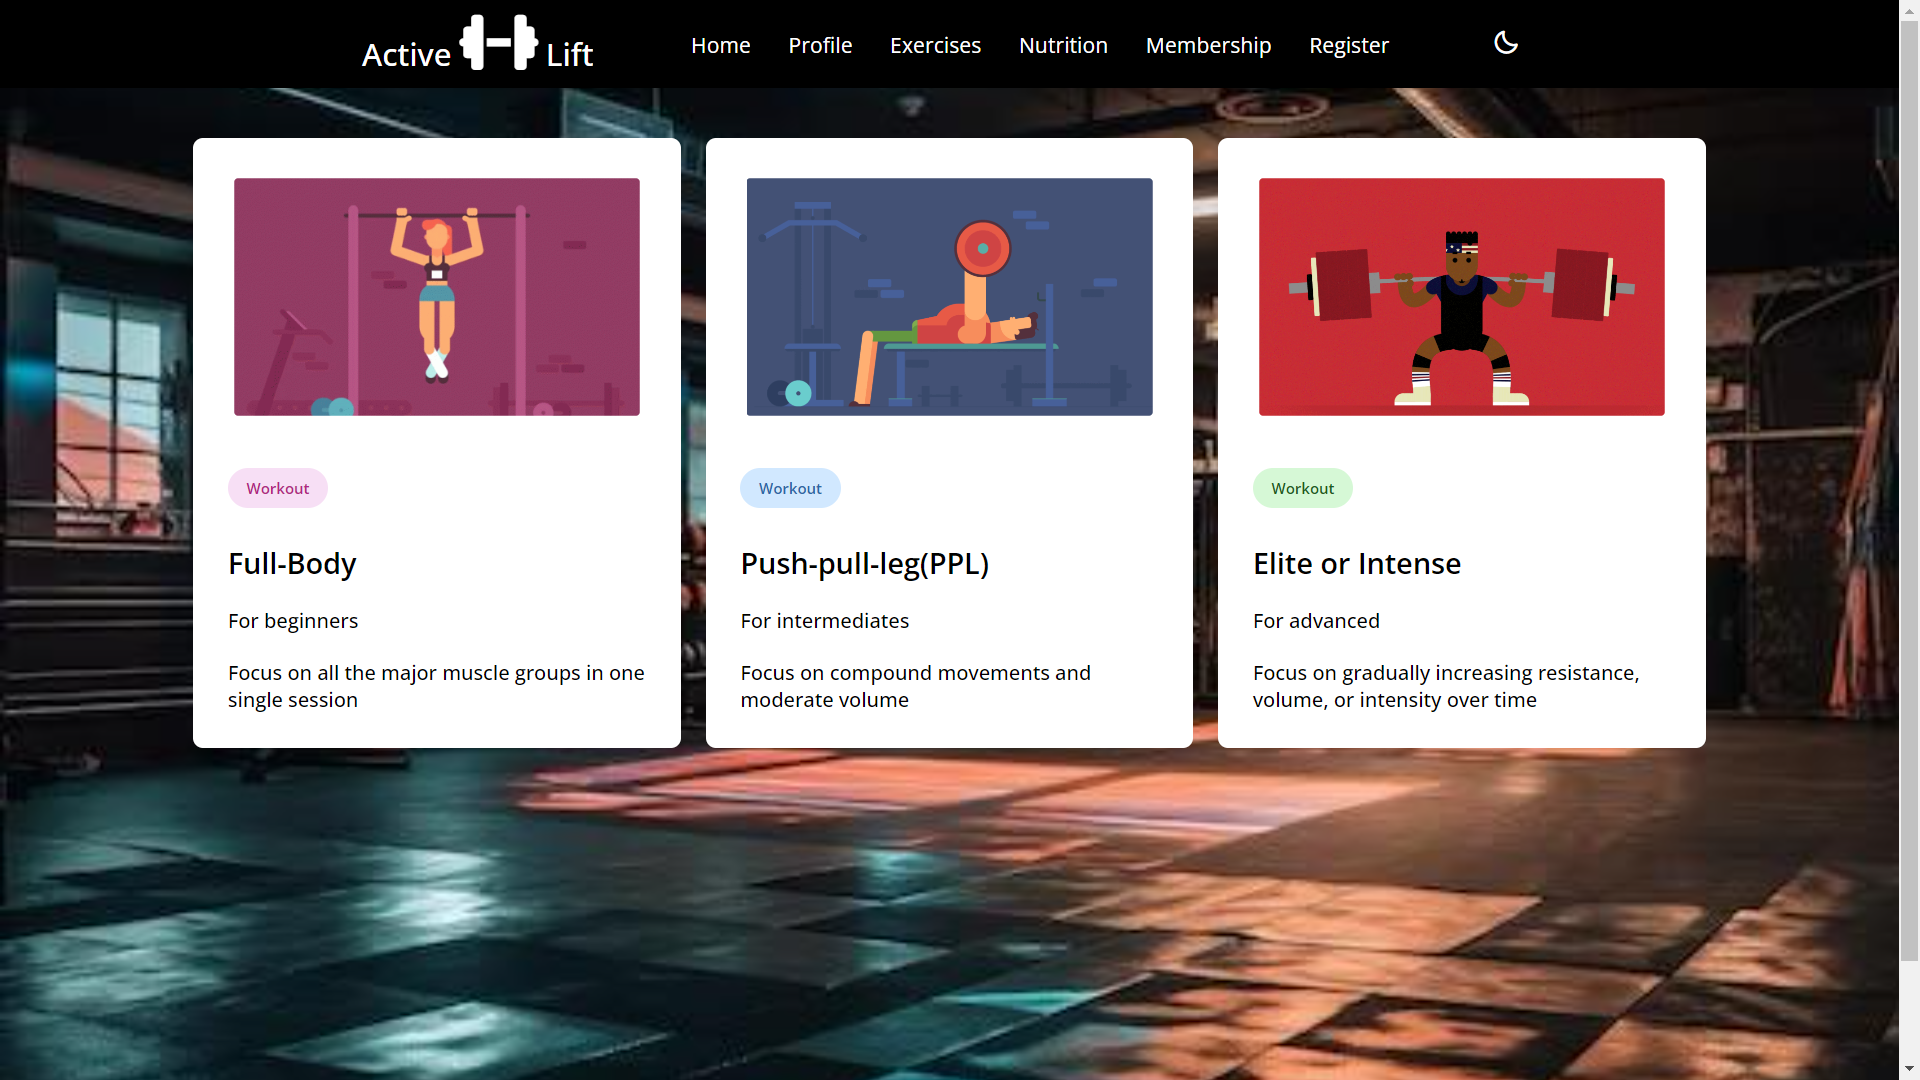 Active Lift
Home Profile Exercises Nutrition Membership Register
Workout
Full-Body
For beginners
Focus on all the major muscle groups in one
single session
Workout
Push-pull-leg(PPL)
For intermediates
Focus on compound movements and
moderate volume
Workout
Elite or Intense
For advanced
Focus on gradually increasing resistance,
volume, or intensity over time